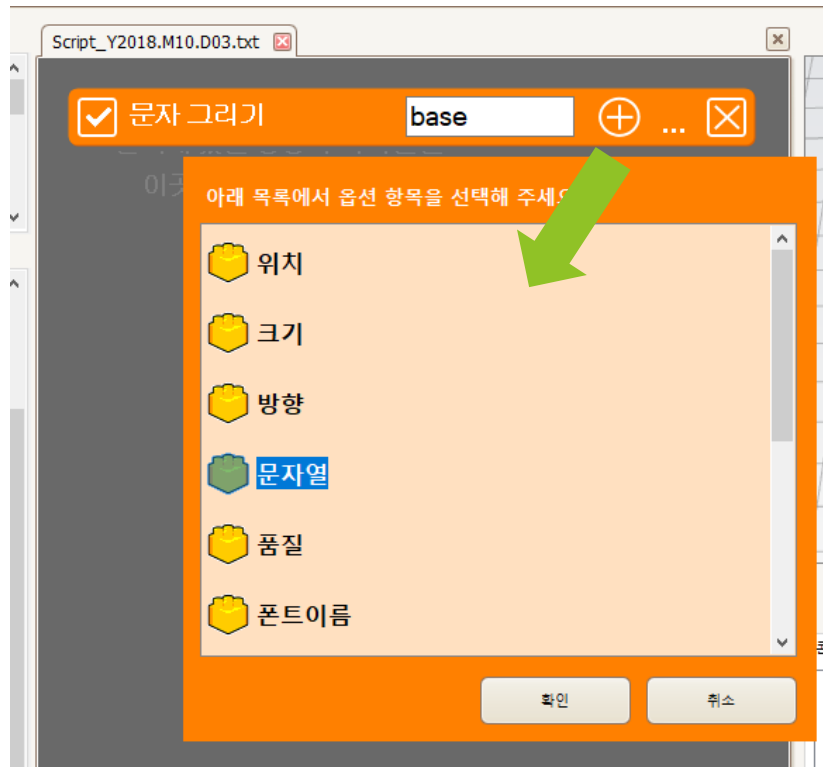 Script_Y2018.M10.D03.txt
문자 그리기
base
...
이곳
아래 목록에서 옵션 항목을 선택해 주세요
위치
크기
방향
문자열
품질
폰트이름
확인
취소